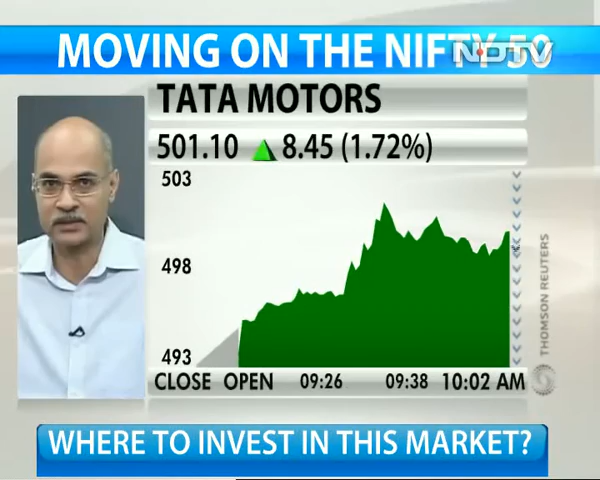 MOVING ON THE NIFTY 50
NDTV
TATA MOTORS
501.10 ▲ 8.45 (1.72%)
503
498
493
CLOSE OPEN 09:26 09:38 10:02 AM
THOMSON REUTERS
WHERE TO INVEST IN THIS MARKET?